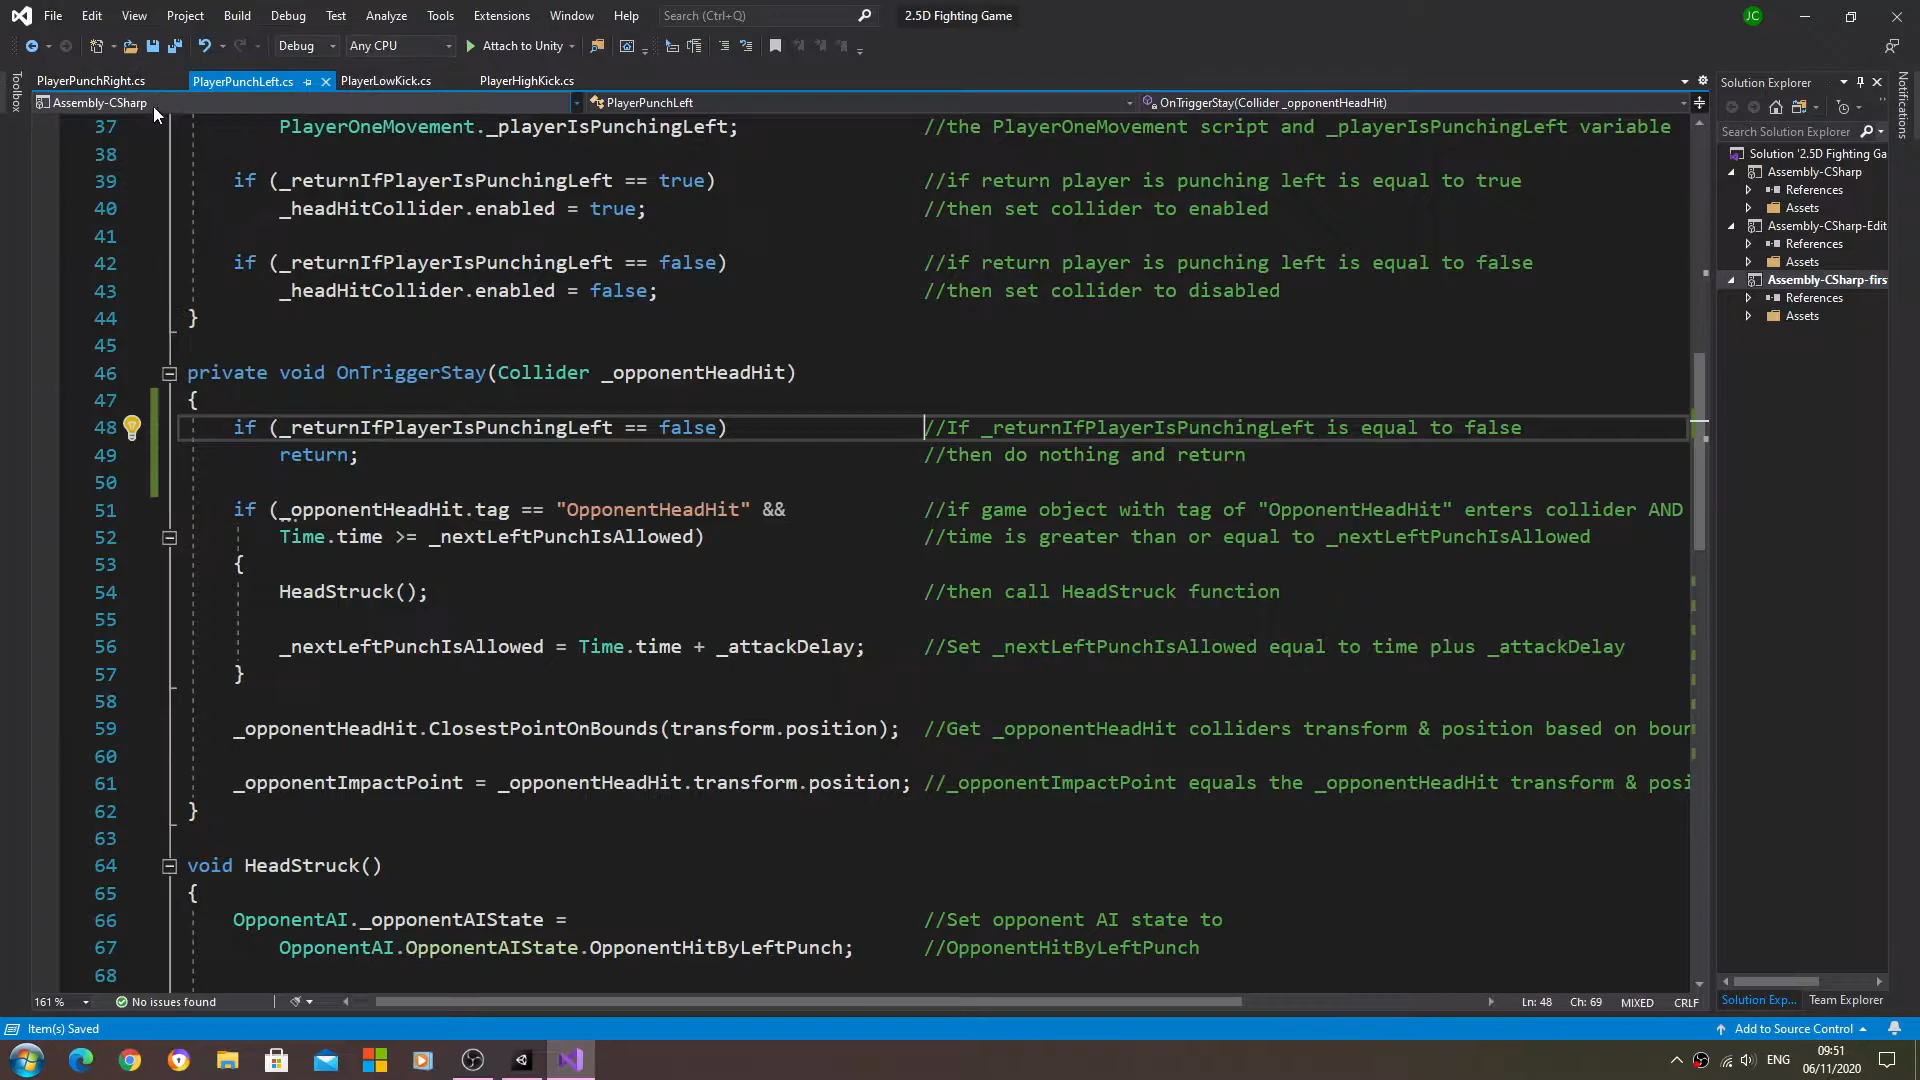 File Edit View Project Build Debug Test Analyze Tools Extensions Window Help Search (Ctrl+Q) 2.5D Fighting Game JC
Debug Any CPU Attach to Unity
PlayerPunchRight.cs PlayerPunchLeft.cs PlayerLowKick.cs PlayerHighKick.cs
Assembly-CSharp PlayerPunchLeft OnTriggerStay(Collider _opponentHeadHit)
Toolbox
37 PlayerOneMovement._playerIsPunchingLeft; //the PlayerOneMovement script and _playerIsPunchingLeft variable
38
39 if (_returnIfPlayerIsPunchingLeft == true) //if return player is punching left is equal to true
40 _headHitCollider.enabled = true; //then set collider to enabled
41
42 if (_returnIfPlayerIsPunchingLeft == false) //if return player is punching left is equal to false
43 _headHitCollider.enabled = false; //then set collider to disabled
44 }
45
46 private void OnTriggerStay(Collider _opponentHeadHit)
47 {
48 if (_returnIfPlayerIsPunchingLeft == false) //If _returnIfPlayerIsPunchingLeft is equal to false
49 return; //then do nothing and return
50
51 if (_opponentHeadHit.tag == "OpponentHeadHit" && //if game object with tag of "OpponentHeadHit" enters collider AND
52 Time.time >= _nextLeftPunchIsAllowed) //time is greater than or equal to _nextLeftPunchIsAllowed
53 {
54 HeadStruck(); //then call HeadStruck function
55
56 _nextLeftPunchIsAllowed = Time.time + _attackDelay; //Set _nextLeftPunchIsAllowed equal to time plus _attackDelay
57 }
58
59 _opponentHeadHit.ClosestPointOnBounds(transform.position); //Get _opponentHeadHit colliders transform & position based on boun
60
61 _opponentImpactPoint = _opponentHeadHit.transform.position; //_opponentImpactPoint equals the _opponentHeadHit transform & posi
62 }
63
64 void HeadStruck()
65 {
66 OpponentAI._opponentAIState = //Set opponent AI state to
67 OpponentAI.OpponentAIState.OpponentHitByLeftPunch; //OpponentHitByLeftPunch
68
161 % No issues found Ln: 48 Ch: 69 MIXED CRLF
Solution Explorer
Search Solution Explorer
Solution '2.5D Fighting Ga
Assembly-CSharp
References
Assets
Assembly-CSharp-Edit
References
Assets
Assembly-CSharp-firs
References
Assets
Solution Exp... Team Explorer
Notifications
Item(s) Saved Add to Source Control
ENG 09:51
06/11/2020